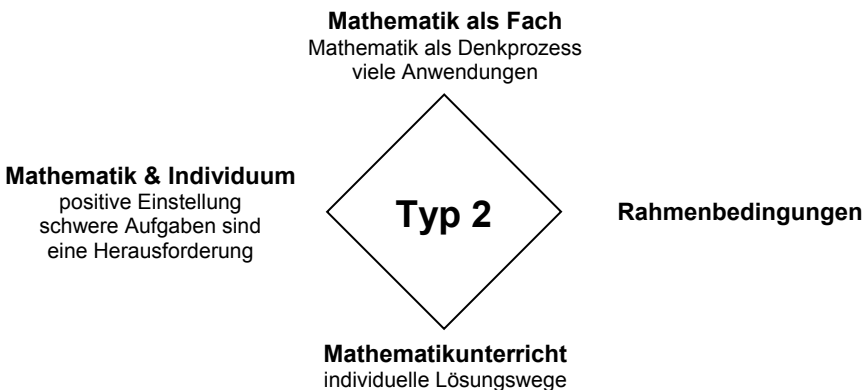 Mathematik als Fach
Mathematik als Denkprozess
viele Anwendungen
Mathematik & Individuum
positive Einstellung
schwere Aufgaben sind
eine Herausforderung
Typ 2
Rahmenbedingungen
Mathematikunterricht
individuelle Lösungswege